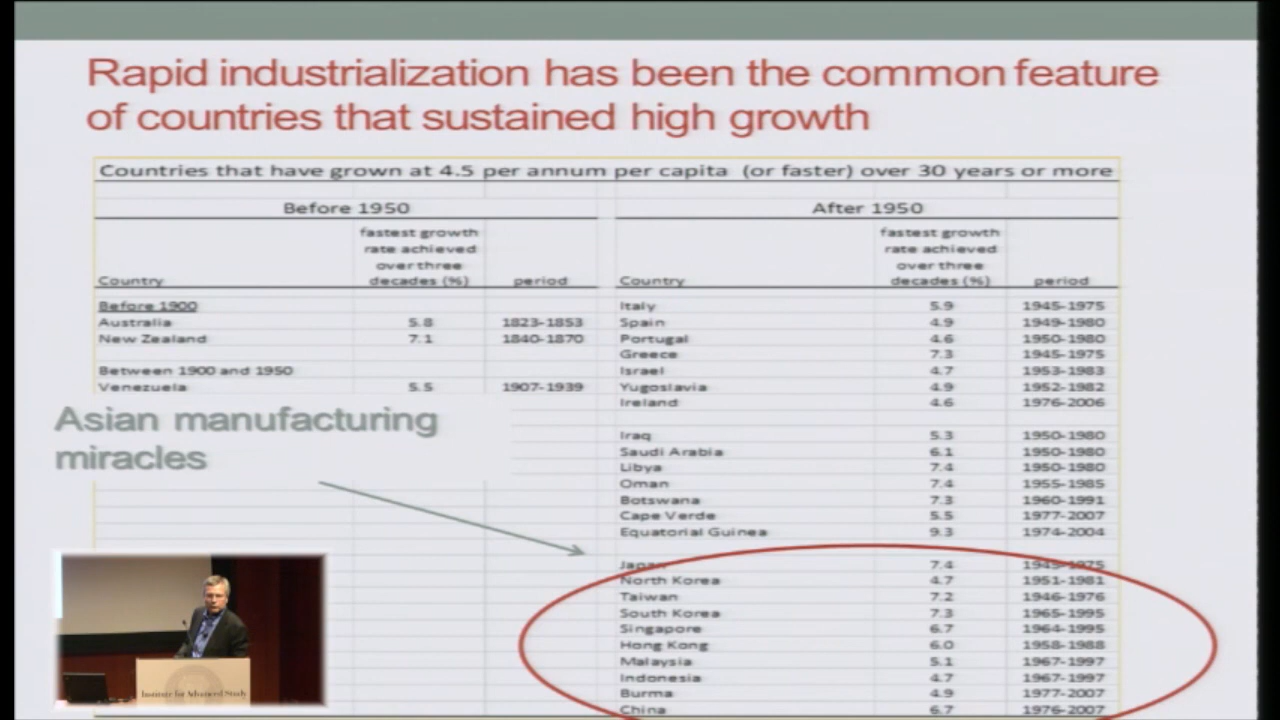 Rapid industrialization has been the common feature
of countries that sustained high growth
Countries that have grown at 4.5 per annum per capita (or faster) over 30 years or more
Before 1950
After 1950
Country fastest growth rate achieved over three decades (%) period
Country fastest growth rate achieved over three decades (%) period
Before 1900
Australia 5.8 1823-1853
New Zealand 7.1 1840-1870
Between 1900 and 1950
Venezuela 5.5 1907-1939
Asian manufacturing
miracles
Italy 5.9 1945-1975
Spain 4.9 1949-1980
Portugal 4.6 1950-1980
Greece 7.3 1945-1975
Israel 4.7 1953-1983
Yugoslavia 4.9 1952-1982
Ireland 4.6 1976-2006
Iraq 5.3 1950-1980
Saudi Arabia 6.1 1950-1980
Libya 7.4 1950-1980
Oman 7.4 1955-1985
Botswana 7.3 1960-1991
Cape Verde 5.5 1977-2007
Equatorial Guinea 9.3 1974-2004
Japan 7.4 1945-1975
North Korea 4.7 1951-1981
Taiwan 7.2 1946-1976
South Korea 7.3 1965-1995
Singapore 6.7 1964-1995
Hong Kong 6.0 1958-1988
Malaysia 5.1 1967-1997
Indonesia 4.7 1967-1997
Burma 4.9 1977-2007
China 6.7 1976-2007
Institute for Advanced Study